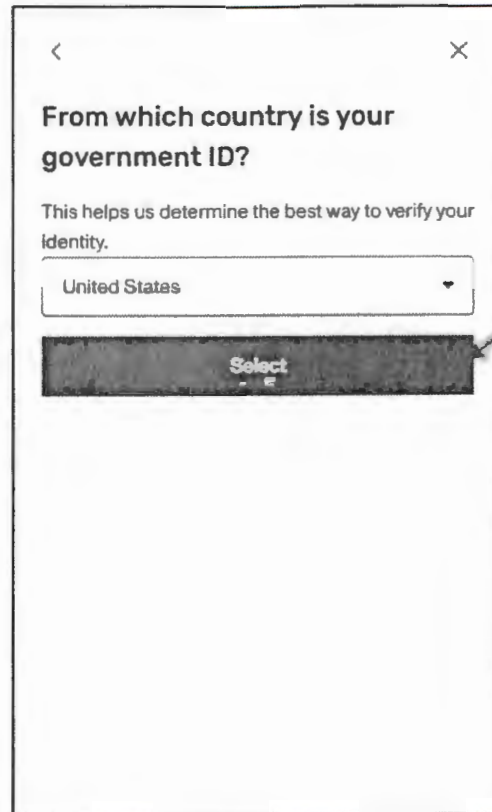 From which country is your
government ID?
This helps us determine the best way to verify your
identity.
United States
Select